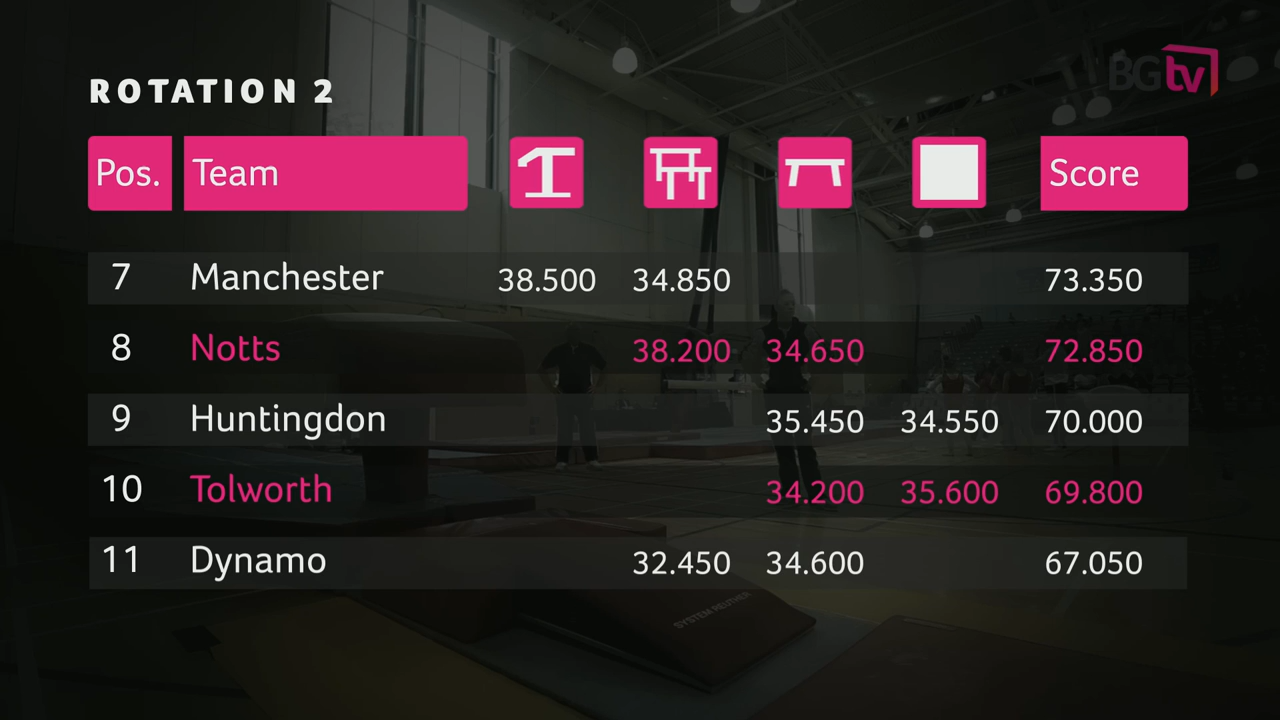 BGtv
ROTATION 2
Pos. Team Score
7 Manchester 38.500 34.850 73.350
8 Notts 38.200 34.650 72.850
9 Huntingdon 35.450 34.550 70.000
10 Tolworth 34.200 35.600 69.800
11 Dynamo 32.450 34.600 67.050
SYSTEM REUTHER